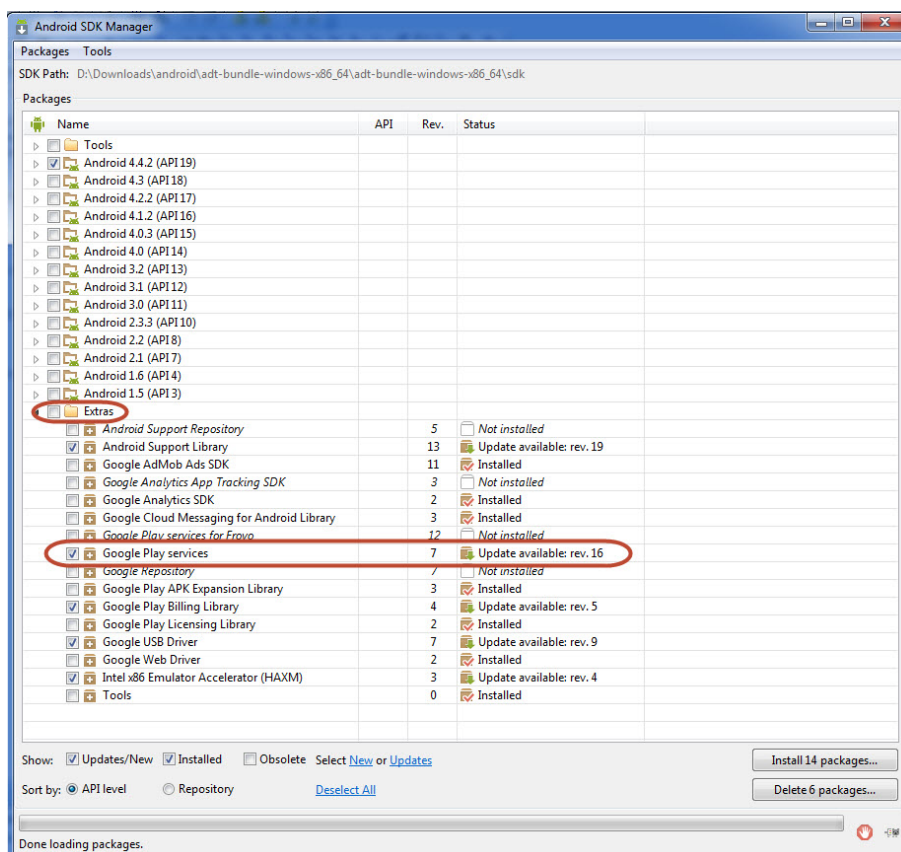 Android SDK Manager
Packages Tools
SDK Path: D:\Downloads\android\adt-bundle-windows-x86_64\adt-bundle-windows-x86_64\sdk
Packages
Name API Rev. Status
Tools
Android 4.4.2 (API 19)
Android 4.3 (API 18)
Android 4.2.2 (API 17)
Android 4.1.2 (API 16)
Android 4.0.3 (API 15)
Android 4.0 (API 14)
Android 3.2 (API 13)
Android 3.1 (API 12)
Android 3.0 (API 11)
Android 2.3.3 (API 10)
Android 2.2 (API 8)
Android 2.1 (API 7)
Android 1.6 (API 4)
Android 1.5 (API 3)
Extras
Android Support Repository 5 Not installed
Android Support Library 13 Update available: rev. 19
Google AdMob Ads SDK 11 Installed
Google Analytics App Tracking SDK 3 Not installed
Google Analytics SDK 2 Installed
Google Cloud Messaging for Android Library 3 Installed
Google Play services for Froyo 12 Not installed
Google Play services 7 Update available: rev. 16
Google Repository 7 Not installed
Google Play APK Expansion Library 3 Installed
Google Play Billing Library 4 Update available: rev. 5
Google Play Licensing Library 2 Installed
Google USB Driver 7 Update available: rev. 9
Google Web Driver 2 Installed
Intel x86 Emulator Accelerator (HAXM) 3 Update available: rev. 4
Tools 0 Installed
Show: Updates/New Installed Obsolete Select New or Updates Install 14 packages...
Sort by: API level Repository Deselect All Delete 6 packages...
Done loading packages.